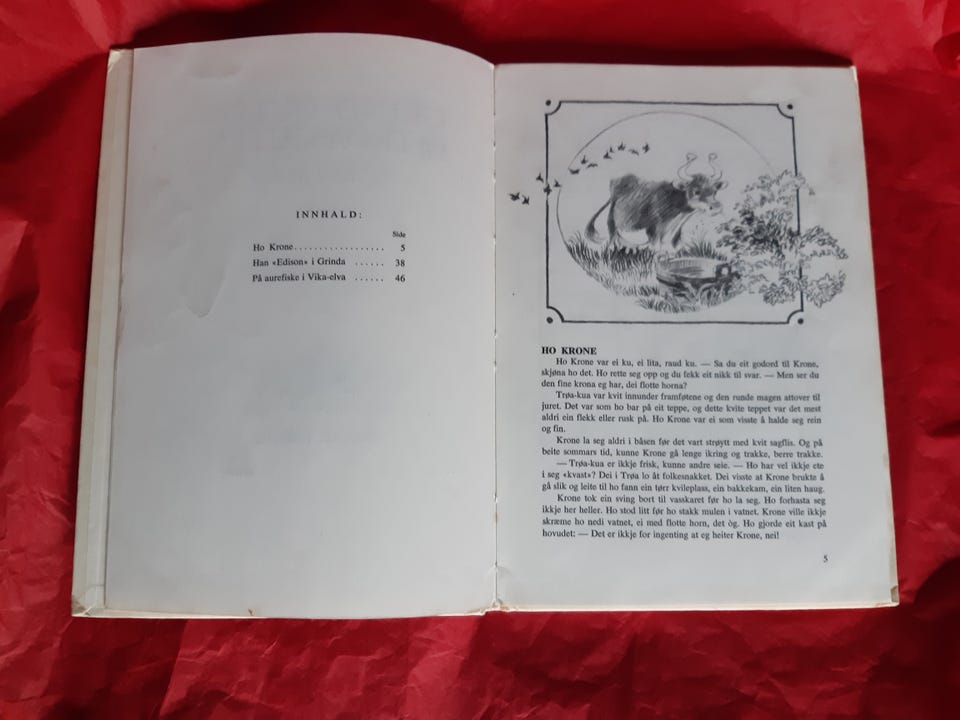 INNHALD:
Side
Ho Krone.................. 5
Han «Edison» i Grinda ...... 38
På aurefiske i Vika-elva ...... 46
HO KRONE
Ho Krone var ei ku, ei lita, raud ku. — Sa du eit godord til Krone,
skjøna ho det. Ho rette seg opp og du fekk eit nikk til svar. — Men ser du
den fine krona eg har, dei flotte horna?
Trøa-kua var kvit innunder framføtene og den runde magen attover til
juret. Det var som ho bar på eit teppe, og dette kvite teppet var det mest
aldri ein flekk eller rusk på. Ho Krone var ei som visste å halde seg rein
og fin.
Krone la seg aldri i båsen før det vart strøytt med kvit sagflis. Og på
beite sommars tid, kunne Krone gå lenge ikring og trakke, berre trakke.
— Trøa-kua er ikkje frisk, kunne andre seie. — Ho har vel ikkje ete
i seg «kvast»? Dei i Trøa lo åt folkesnakket. Dei visste at Krone brukte å
gå slik og leite til ho fann ein tørr kvileplass, ein bakkekam, ein liten haug.
Krone tok ein sving bort til vasskaret før ho la seg. Ho forhasta seg
ikkje her heller. Ho stod litt før ho stakk mulen i vatnet. Krone ville ikkje
skræme ho nedi vatnet, ei med flotte horn, det òg. Ho gjorde eit kast på
hovudet: — Det er ikkje for ingenting at eg heiter Krone, nei!
5